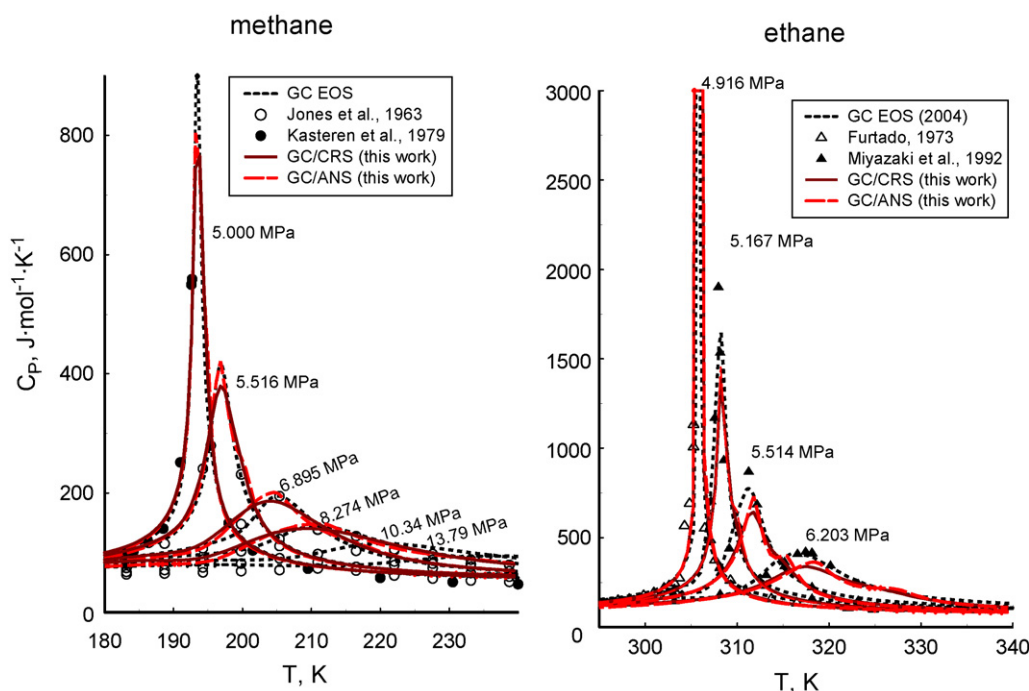 methane
GC EOS
Jones et al., 1963
Kasteren et al., 1979
GC/CRS (this work)
GC/ANS (this work)
5.000 MPa
5.516 MPa
6.895 MPa
8.274 MPa
10.34 MPa
13.79 MPa
C_P, J·mol⁻¹·K⁻¹
800
600
400
200
0
180
190
200
210
220
230
T, K
ethane
4.916 MPa
GC EOS (2004)
Furtado, 1973
Miyazaki et al., 1992
GC/CRS (this work)
GC/ANS (this work)
5.167 MPa
5.514 MPa
6.203 MPa
3000
2500
2000
1500
1000
500
0
300
310
320
330
340
T, K